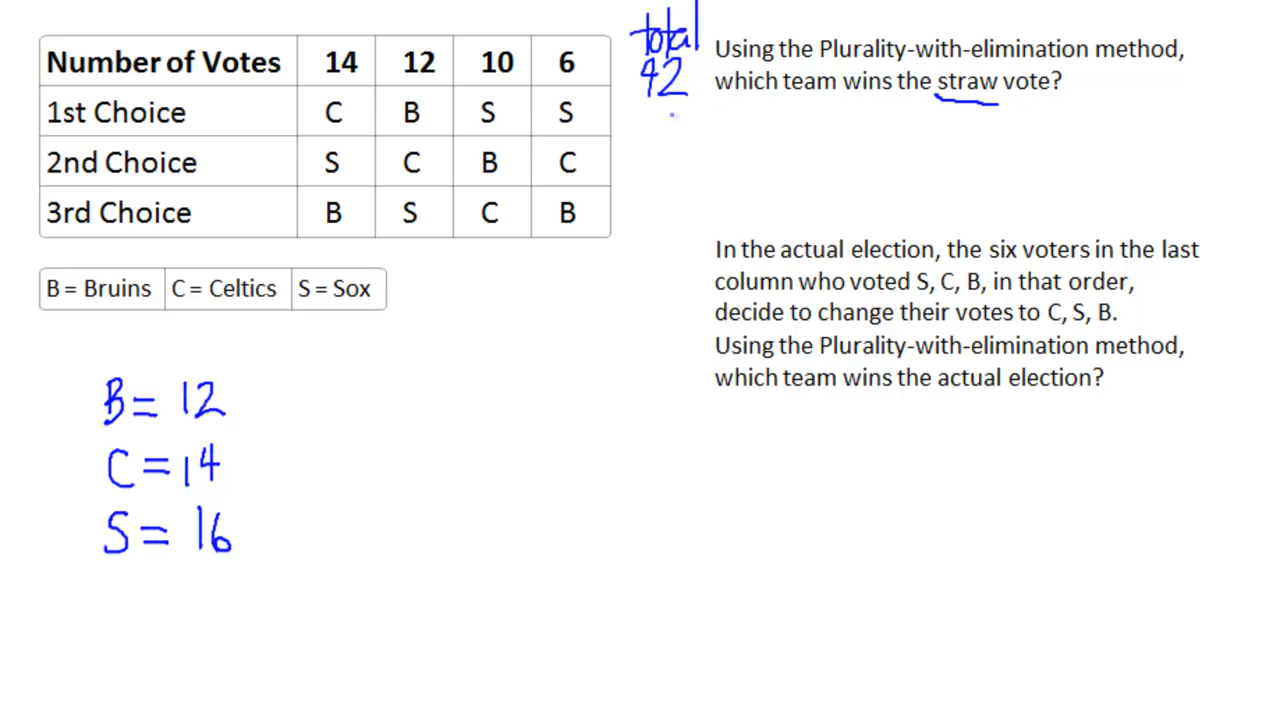 Number of Votes 14 12 10 6
1st Choice C B S S
2nd Choice S C B C
3rd Choice B S C B
B = Bruins C = Celtics S = Sox
B = 12
C = 14
S = 16
total
42
Using the Plurality-with-elimination method,
which team wins the straw vote?
In the actual election, the six voters in the last
column who voted S, C, B, in that order,
decide to change their votes to C, S, B.
Using the Plurality-with-elimination method,
which team wins the actual election?